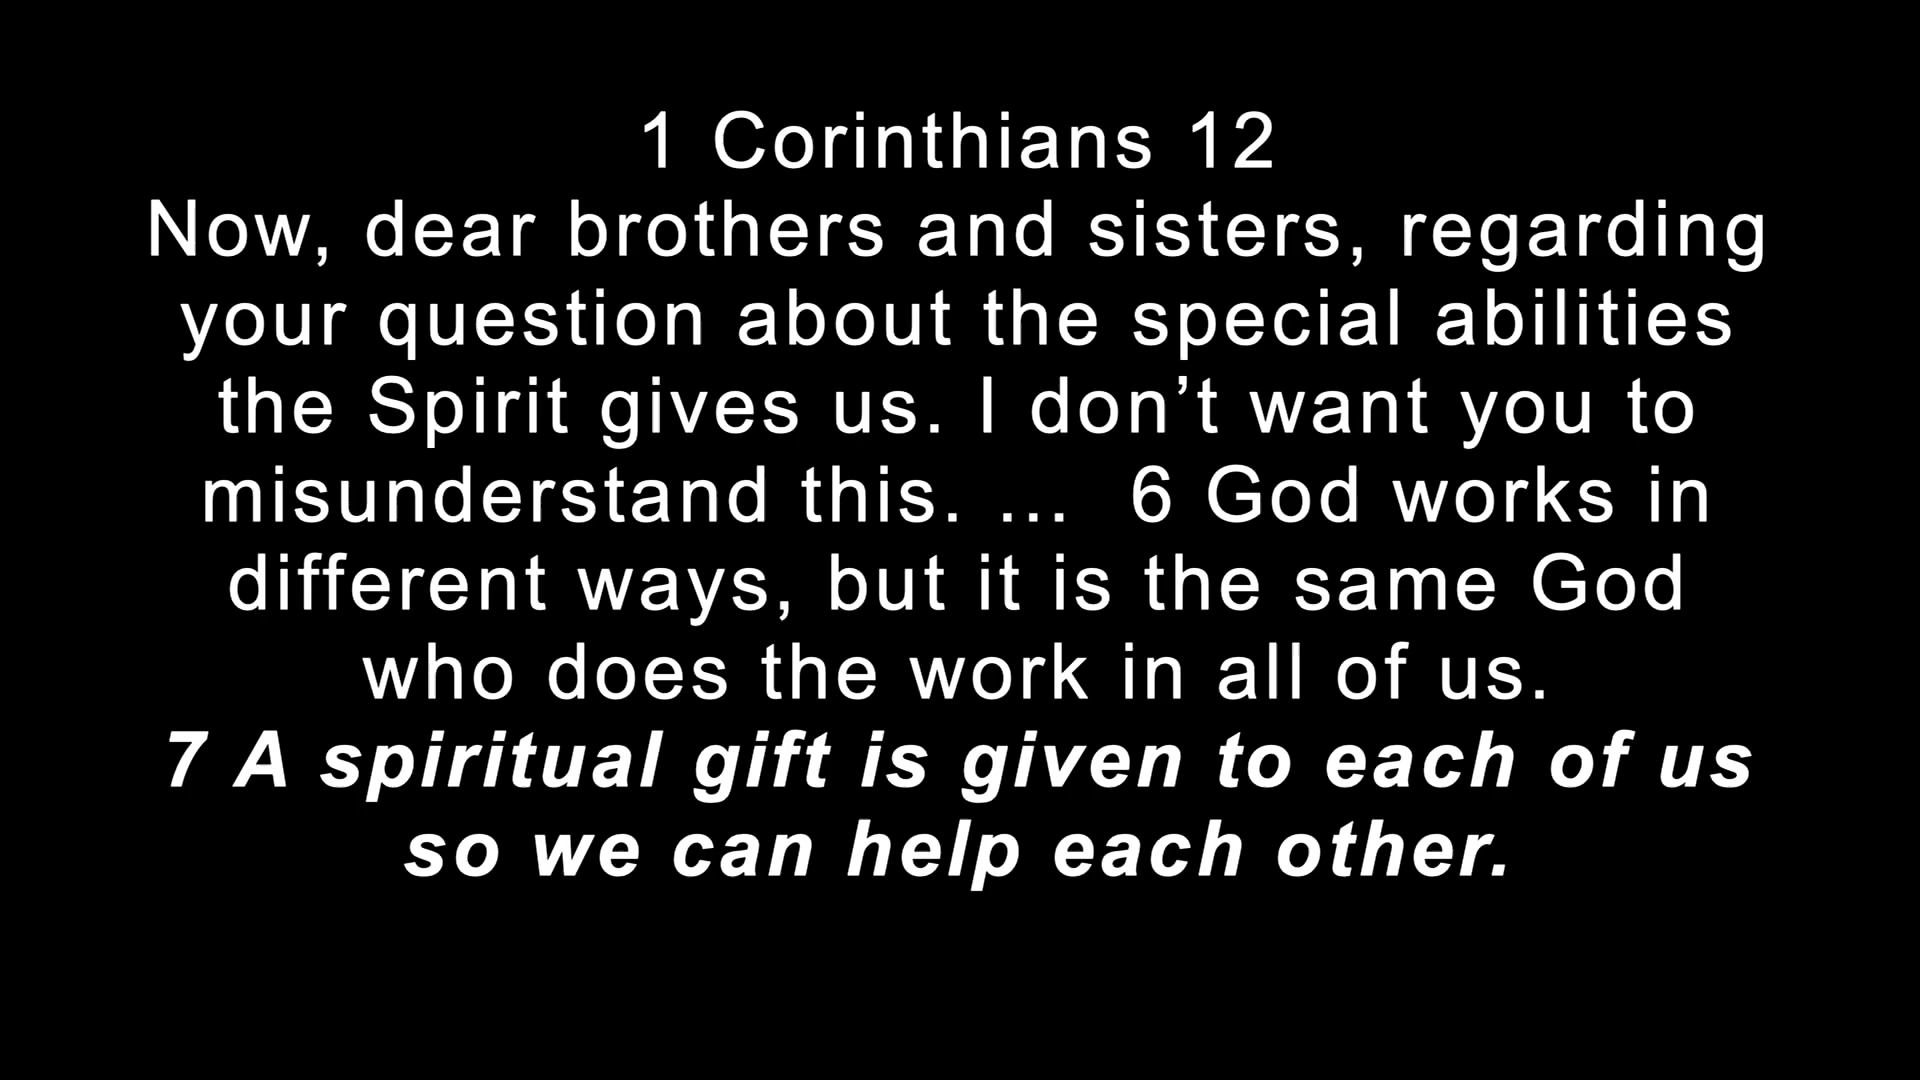 1 Corinthians 12
Now, dear brothers and sisters, regarding
your question about the special abilities
the Spirit gives us. I don’t want you to
misunderstand this. ...  6 God works in
different ways, but it is the same God
who does the work in all of us.
7 A spiritual gift is given to each of us
so we can help each other.